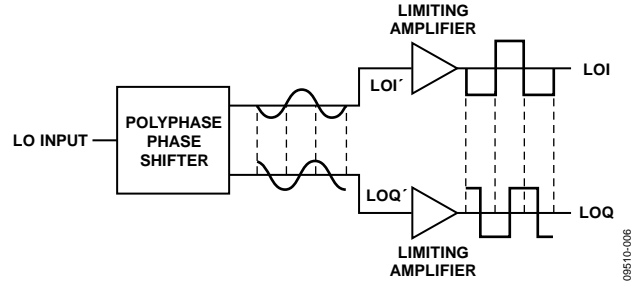 LIMITING
AMPLIFIER
LOI´
LOI
POLYPHASE
PHASE
SHIFTER
LO INPUT
LOQ´
LOQ
LIMITING
AMPLIFIER
09510-006